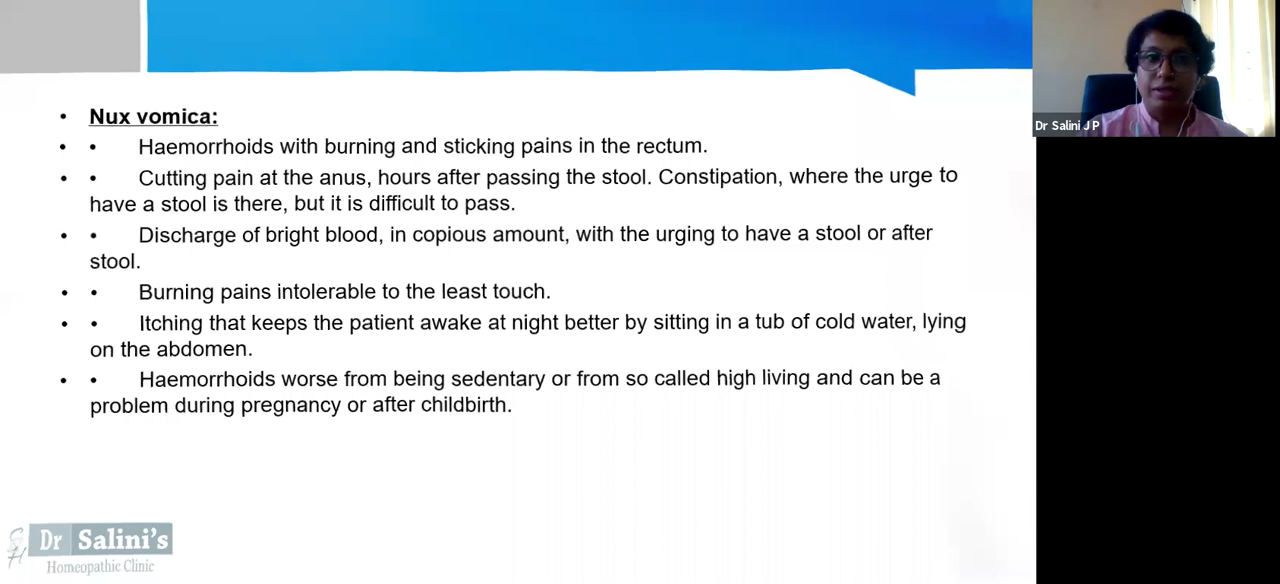 Dr Salini J P
• Nux vomica:
• • Haemorrhoids with burning and sticking pains in the rectum.
• • Cutting pain at the anus, hours after passing the stool. Constipation, where the urge to
have a stool is there, but it is difficult to pass.
• • Discharge of bright blood, in copious amount, with the urging to have a stool or after
stool.
• • Burning pains intolerable to the least touch.
• • Itching that keeps the patient awake at night better by sitting in a tub of cold water, lying
on the abdomen.
• • Haemorrhoids worse from being sedentary or from so called high living and can be a
problem during pregnancy or after childbirth.
SH Dr Salini's
Homeopathic Clinic